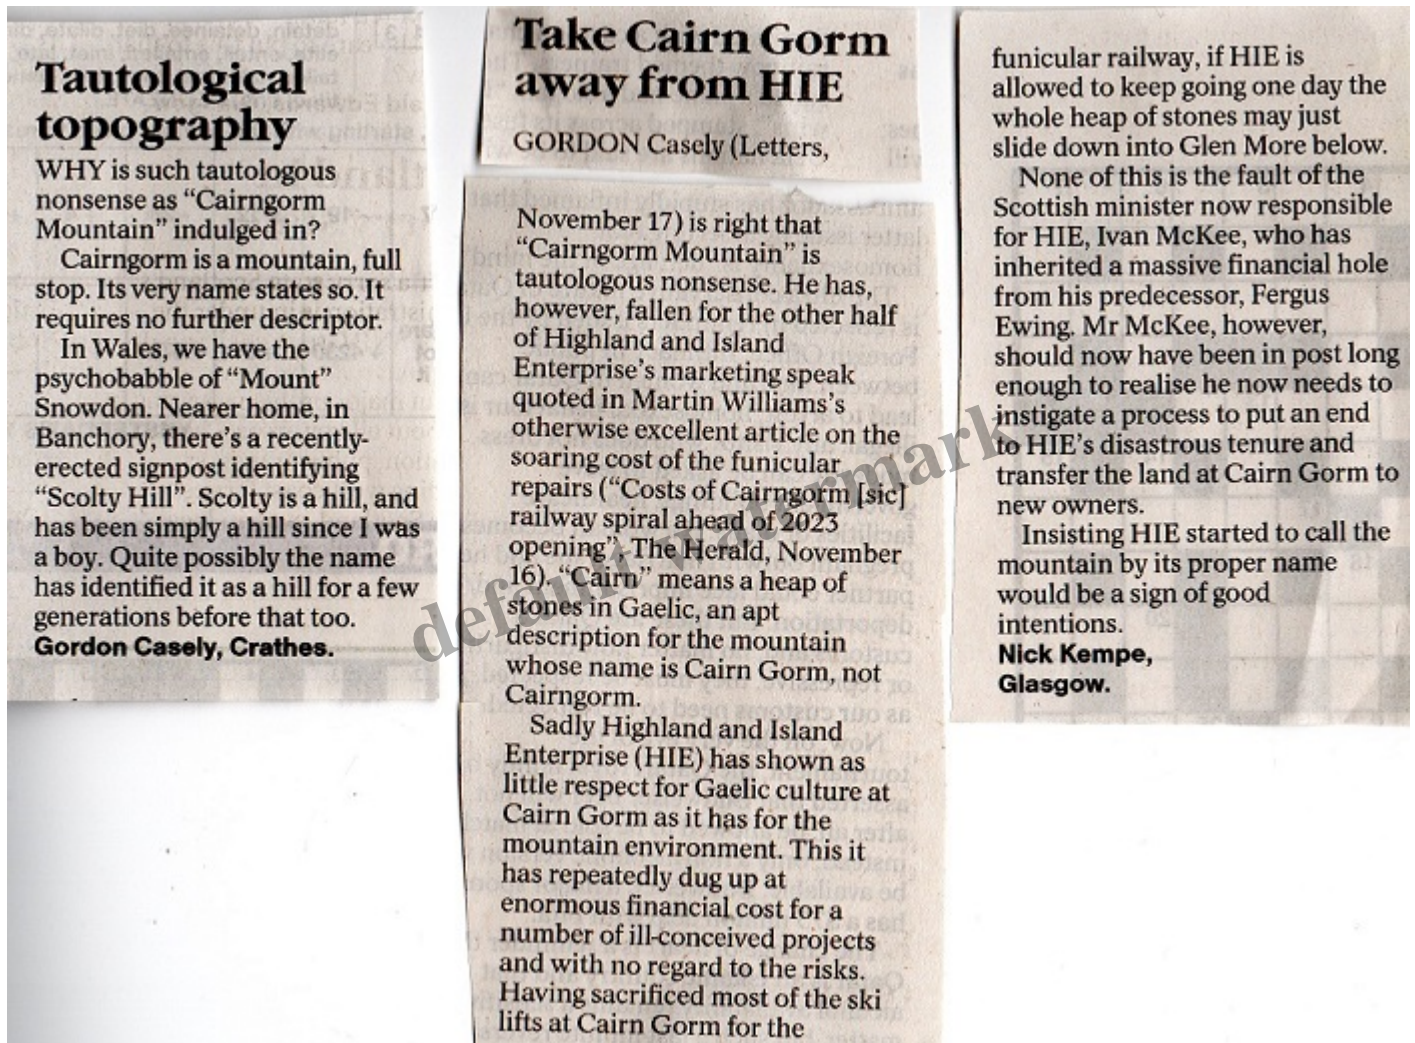 Tautological
topography
WHY is such tautologous
nonsense as “Cairngorm
Mountain” indulged in?
Cairngorm is a mountain, full
stop. Its very name states so. It
requires no further descriptor.
In Wales, we have the
psychobabble of “Mount”
Snowdon. Nearer home, in
Banchory, there’s a recently-
erected signpost identifying
“Scolty Hill”. Scolty is a hill, and
has been simply a hill since I was
a boy. Quite possibly the name
has identified it as a hill for a few
generations before that too.
Gordon Casely, Crathes.
Take Cairn Gorm
away from HIE
GORDON Casely (Letters,
November 17) is right that
“Cairngorm Mountain” is
tautologous nonsense. He has,
however, fallen for the other half
of Highland and Island
Enterprise’s marketing speak
quoted in Martin Williams’s
otherwise excellent article on the
soaring cost of the funicular
repairs (“Costs of Cairngorm [sic]
railway spiral ahead of 2023
opening”, The Herald, November
16). “Cairn” means a heap of
stones in Gaelic, an apt
description for the mountain
whose name is Cairn Gorm, not
Cairngorm.
Sadly Highland and Island
Enterprise (HIE) has shown as
little respect for Gaelic culture at
Cairn Gorm as it has for the
mountain environment. This it
has repeatedly dug up at
enormous financial cost for a
number of ill-conceived projects
and with no regard to the risks.
Having sacrificed most of the ski
lifts at Cairn Gorm for the
funicular railway, if HIE is
allowed to keep going one day the
whole heap of stones may just
slide down into Glen More below.
None of this is the fault of the
Scottish minister now responsible
for HIE, Ivan McKee, who has
inherited a massive financial hole
from his predecessor, Fergus
Ewing. Mr McKee, however,
should now have been in post long
enough to realise he now needs to
instigate a process to put an end
to HIE’s disastrous tenure and
transfer the land at Cairn Gorm to
new owners.
Insisting HIE started to call the
mountain by its proper name
would be a sign of good
intentions.
Nick Kempe,
Glasgow.
default watermark